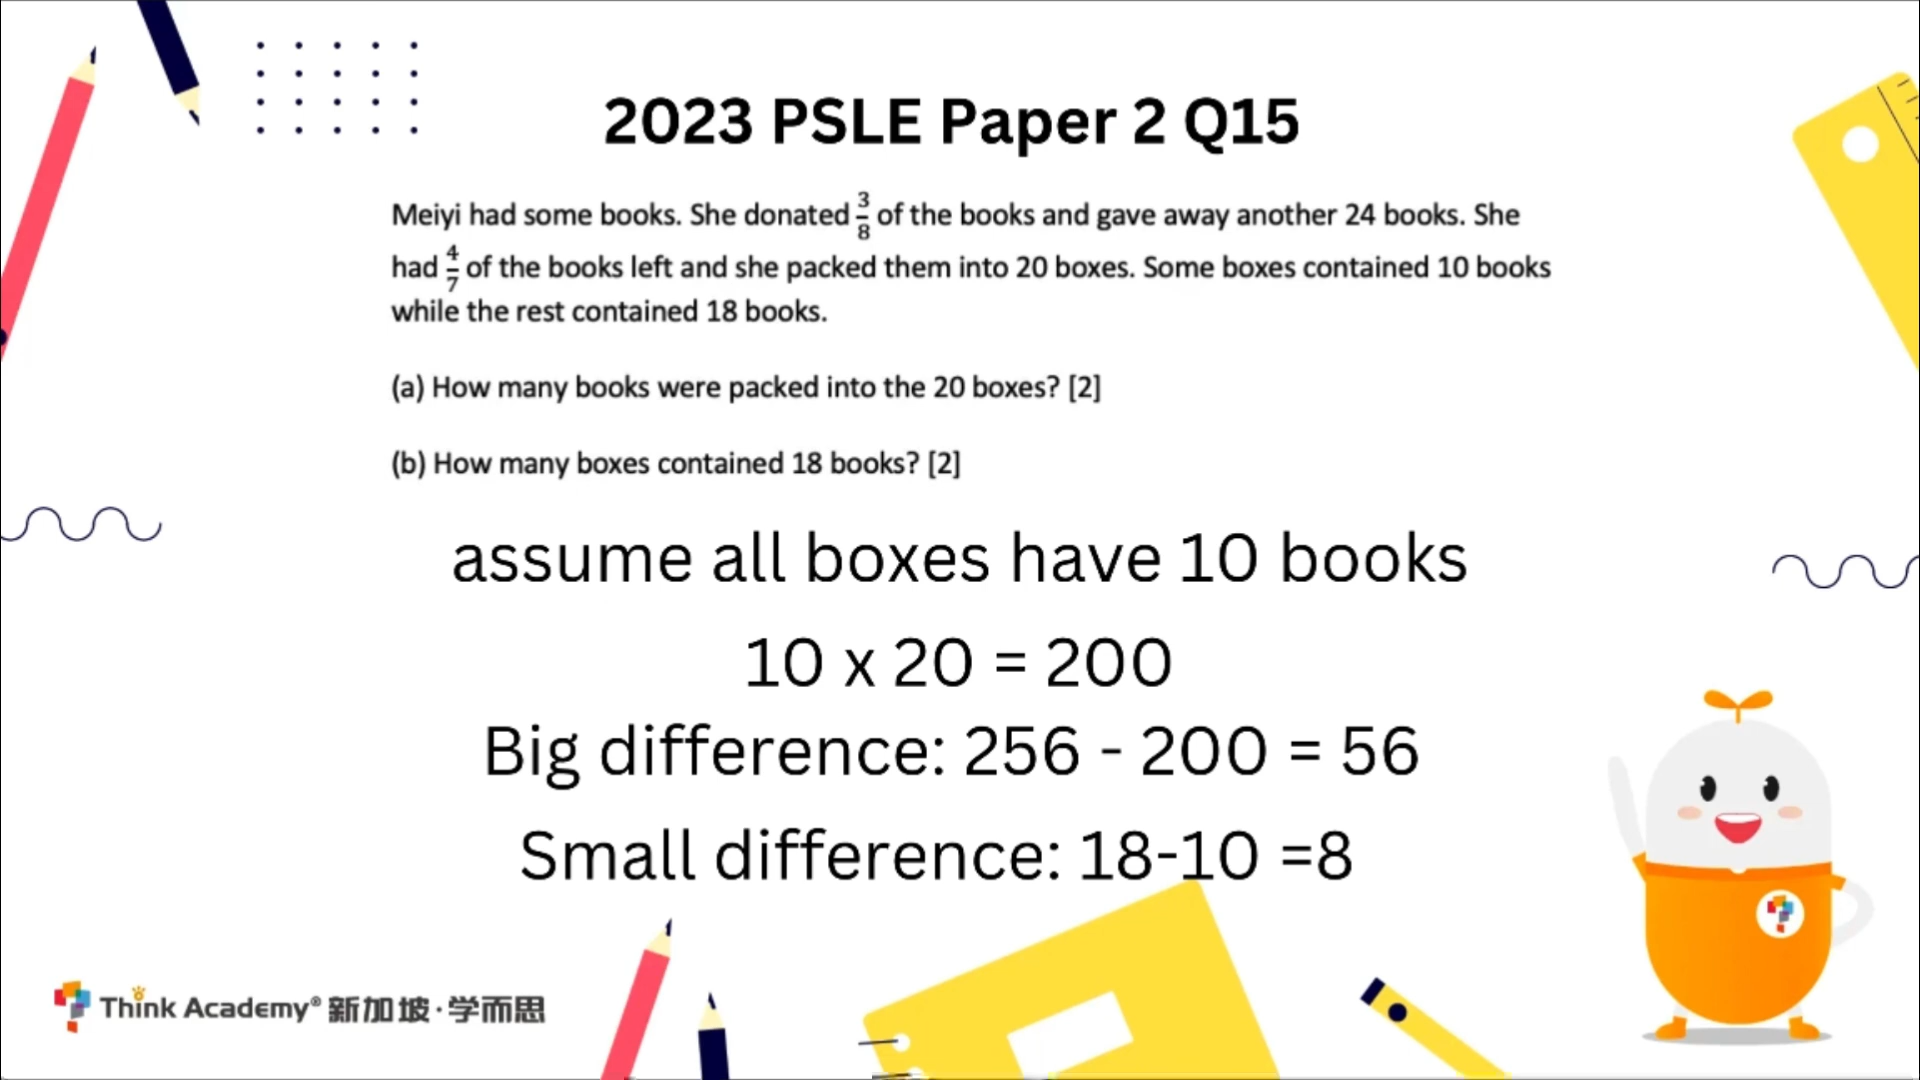 2023 PSLE Paper 2 Q15
Meiyi had some books. She donated 3/8 of the books and gave away another 24 books. She
had 4/7 of the books left and she packed them into 20 boxes. Some boxes contained 10 books
while the rest contained 18 books.
(a) How many books were packed into the 20 boxes? [2]
(b) How many boxes contained 18 books? [2]
assume all boxes have 10 books
10 x 20 = 200
Big difference: 256 - 200 = 56
Small difference: 18-10 =8
Think Academy® 新加坡·学而思